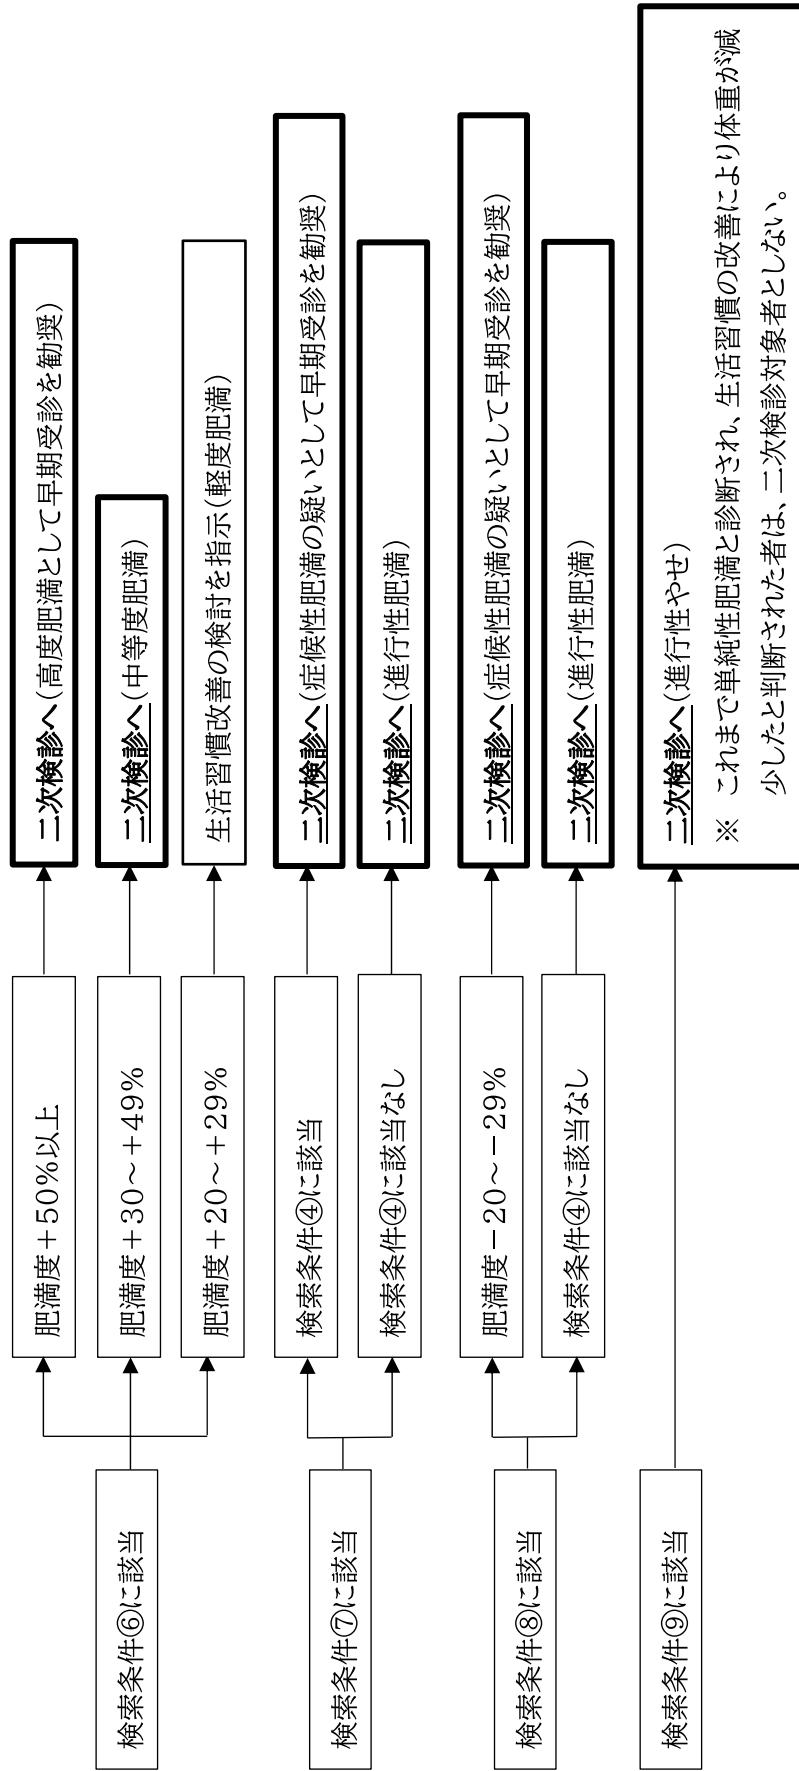 検索条件⑥に該当
肥満度＋50％以上
二次検診へ(高度肥満として早期受診を勧奨)
肥満度＋30～＋49％
二次検診へ(中等度肥満)
肥満度＋20～＋29％
生活習慣改善の検討を指示(軽度肥満)
検索条件⑦に該当
検索条件④に該当
二次検診へ(症候性肥満の疑いとして早期受診を勧奨)
検索条件④に該当なし
二次検診へ(進行性肥満)
検索条件⑧に該当
肥満度－20～－29％
二次検診へ(症候性肥満の疑いとして早期受診を勧奨)
検索条件④に該当なし
二次検診へ(進行性肥満)
検索条件⑨に該当
二次検診へ(進行性やせ)
※ これまで単純性肥満と診断され、生活習慣の改善により体重が減
少したと判断された者は、二次検診対象者としない。